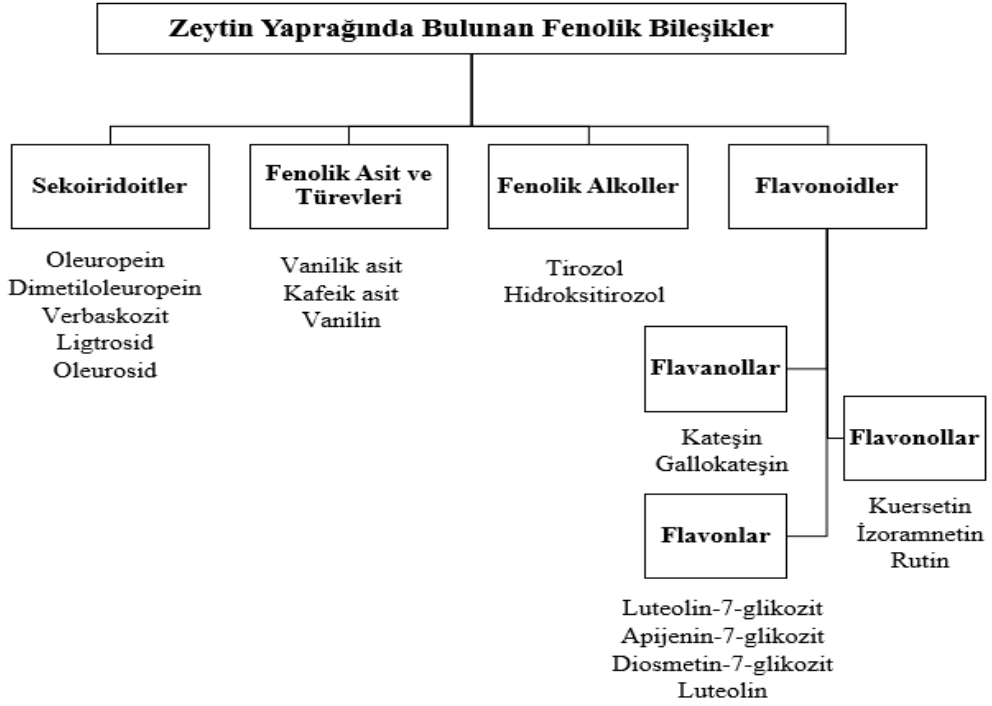 Zeytin Yaprağında Bulunan Fenolik Bileşikler
Sekoiridoitler
Oleuropein
Dimetiloleuropein
Verbaskozit
Ligtrosid
Oleurosid
Fenolik Asit ve
Türevleri
Vanilik asit
Kafeik asit
Vanilin
Fenolik Alkoller
Tirozol
Hidroksitirozol
Flavonoidler
Flavanollar
Kateşin
Gallokateşin
Flavonollar
Kuersetin
İzoramnetin
Rutin
Flavonlar
Luteolin-7-glikozit
Apijenin-7-glikozit
Diosmetin-7-glikozit
Luteolin